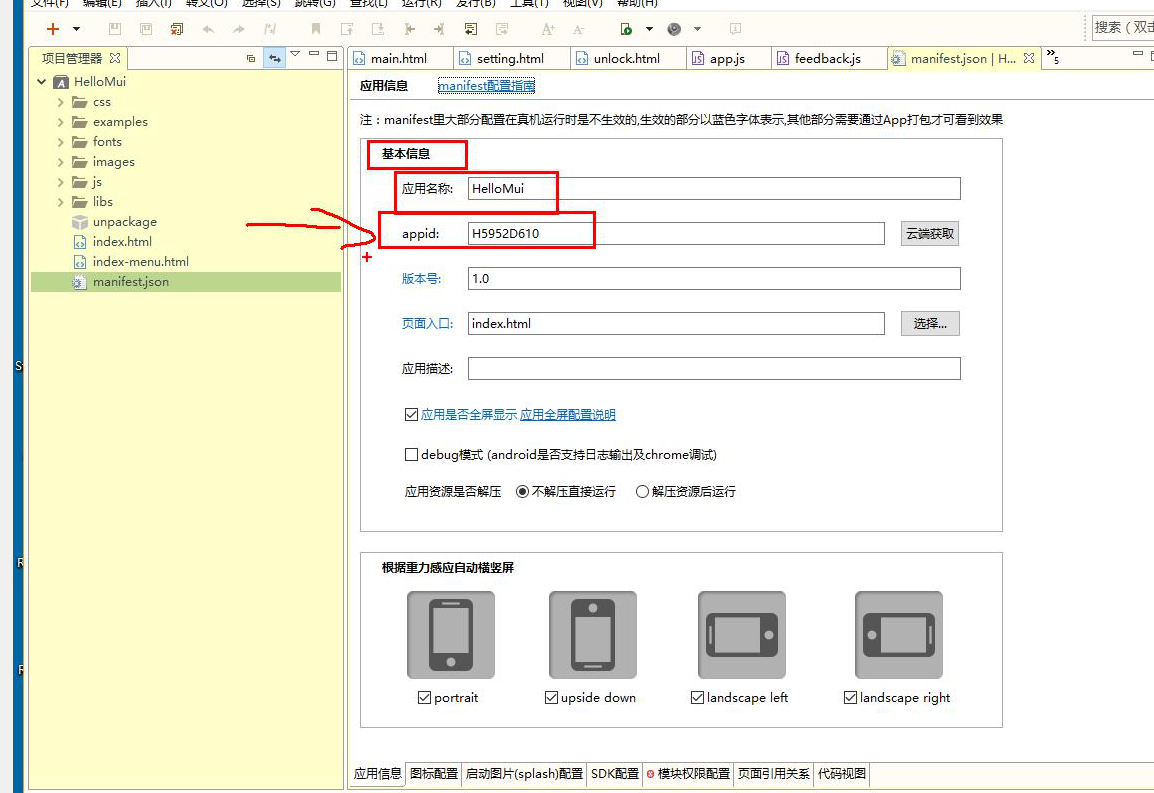 文件(F) 编辑(E) 插入(I) 转义(O) 选择(S) 跳转(G) 查找(L) 运行(R) 发行(B) 工具(T) 视图(V) 帮助(H)
搜索（双击
项目管理器
main.html setting.html unlock.html app.js feedback.js manifest.json | H... 5
HelloMui
css
examples
fonts
images
js
libs
unpackage
index.html
index-menu.html
manifest.json
应用信息 manifest配置指南
注：manifest里大部分配置在真机运行时是不生效的,生效的部分以蓝色字体表示,其他部分需要通过App打包才可看到效果
基本信息
应用名称: HelloMui
appid: H5952D610 云端获取
版本号: 1.0
页面入口: index.html 选择...
应用描述:
应用是否全屏显示 应用全屏配置说明
debug模式 (android是否支持日志输出及chrome调试)
应用资源是否解压 不解压直接运行 解压资源后运行
根据重力感应自动横竖屏
portrait upside down landscape left landscape right
应用信息 图标配置 启动图片(splash)配置 SDK配置 模块权限配置 页面引用关系 代码视图